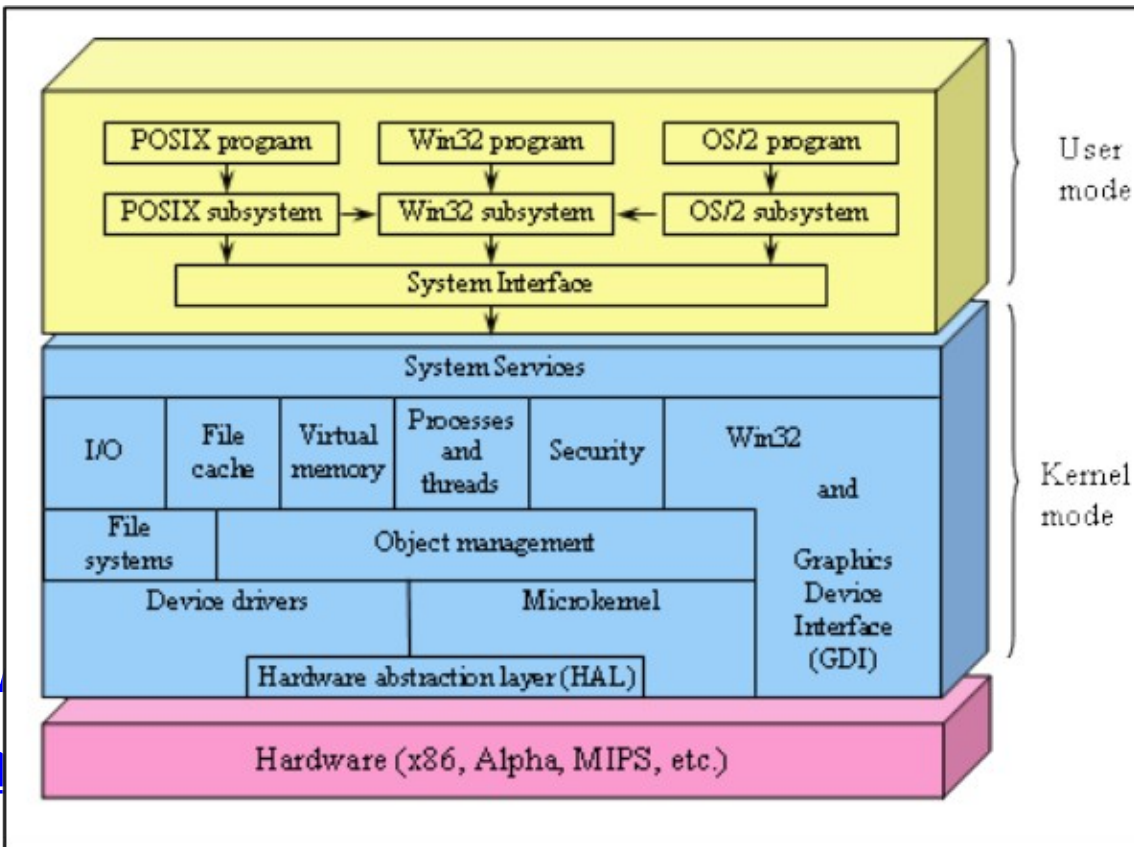 POSIX program
Win32 program
OS/2 program
User
mode
POSIX subsystem
Win32 subsystem
OS/2 subsystem
System Interface
System Services
I/O
File
cache
Virtual
memory
Processes
and
threads
Security
Win32
and
Graphics
Device
Interface
(GDI)
Kernel
mode
File
systems
Object management
Device drivers
Microkernel
Hardware abstraction layer (HAL)
Hardware (x86, Alpha, MIPS, etc.)